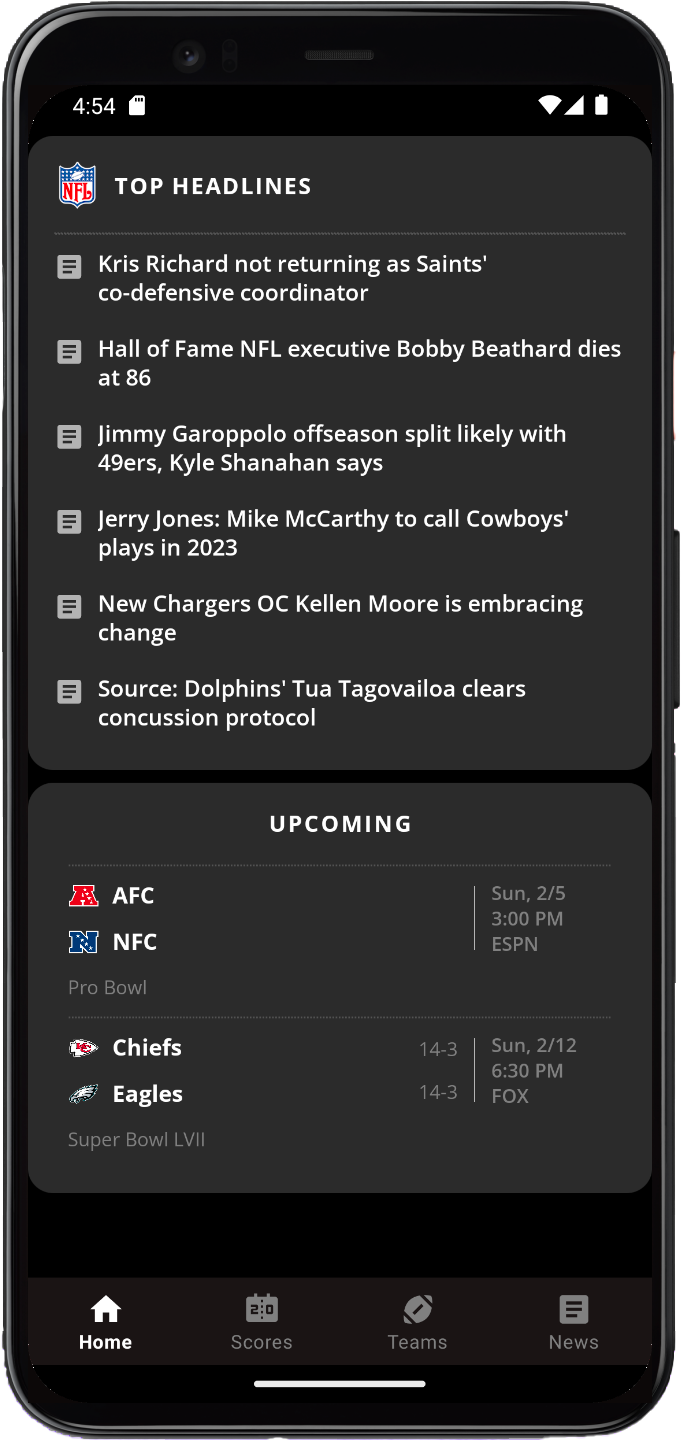 4:54
NFL
TOP HEADLINES
Kris Richard not returning as Saints'
co-defensive coordinator
Hall of Fame NFL executive Bobby Beathard dies
at 86
Jimmy Garoppolo offseason split likely with
49ers, Kyle Shanahan says
Jerry Jones: Mike McCarthy to call Cowboys'
plays in 2023
New Chargers OC Kellen Moore is embracing
change
Source: Dolphins' Tua Tagovailoa clears
concussion protocol
UPCOMING
A AFC
N NFC
Sun, 2/5
3:00 PM
ESPN
Pro Bowl
KC Chiefs 14-3
Eagles 14-3
Sun, 2/12
6:30 PM
FOX
Super Bowl LVII
2:0
Home Scores Teams News